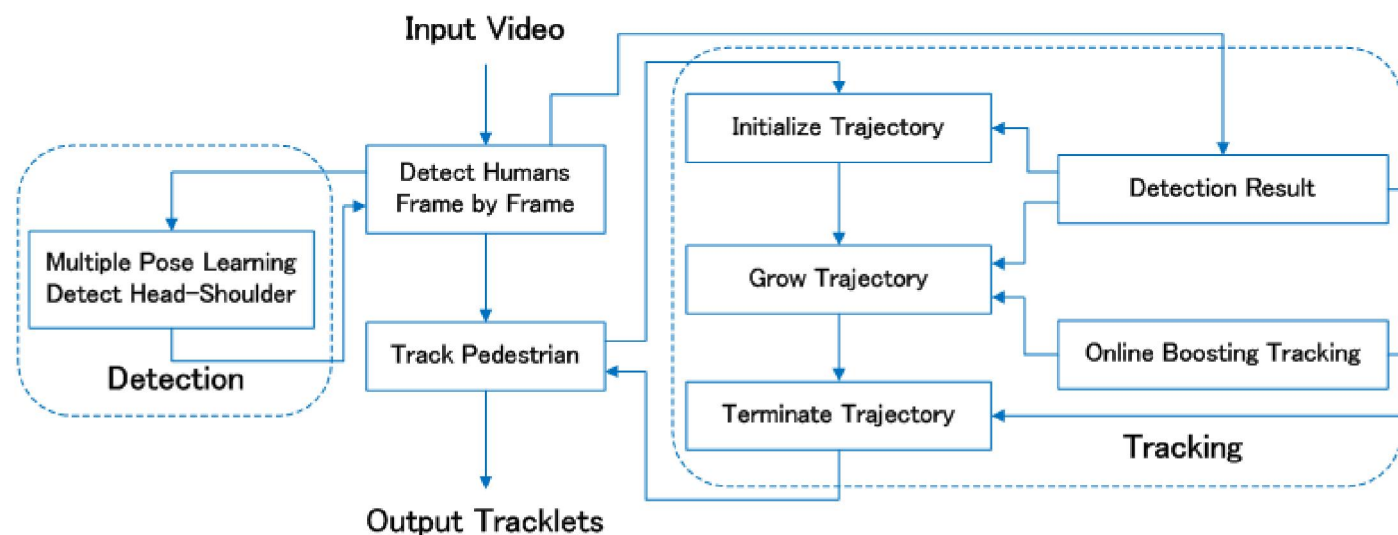 Input Video
Detect Humans
Frame by Frame
Multiple Pose Learning
Detect Head-Shoulder
Detection
Track Pedestrian
Output Tracklets
Initialize Trajectory
Grow Trajectory
Terminate Trajectory
Detection Result
Online Boosting Tracking
Tracking